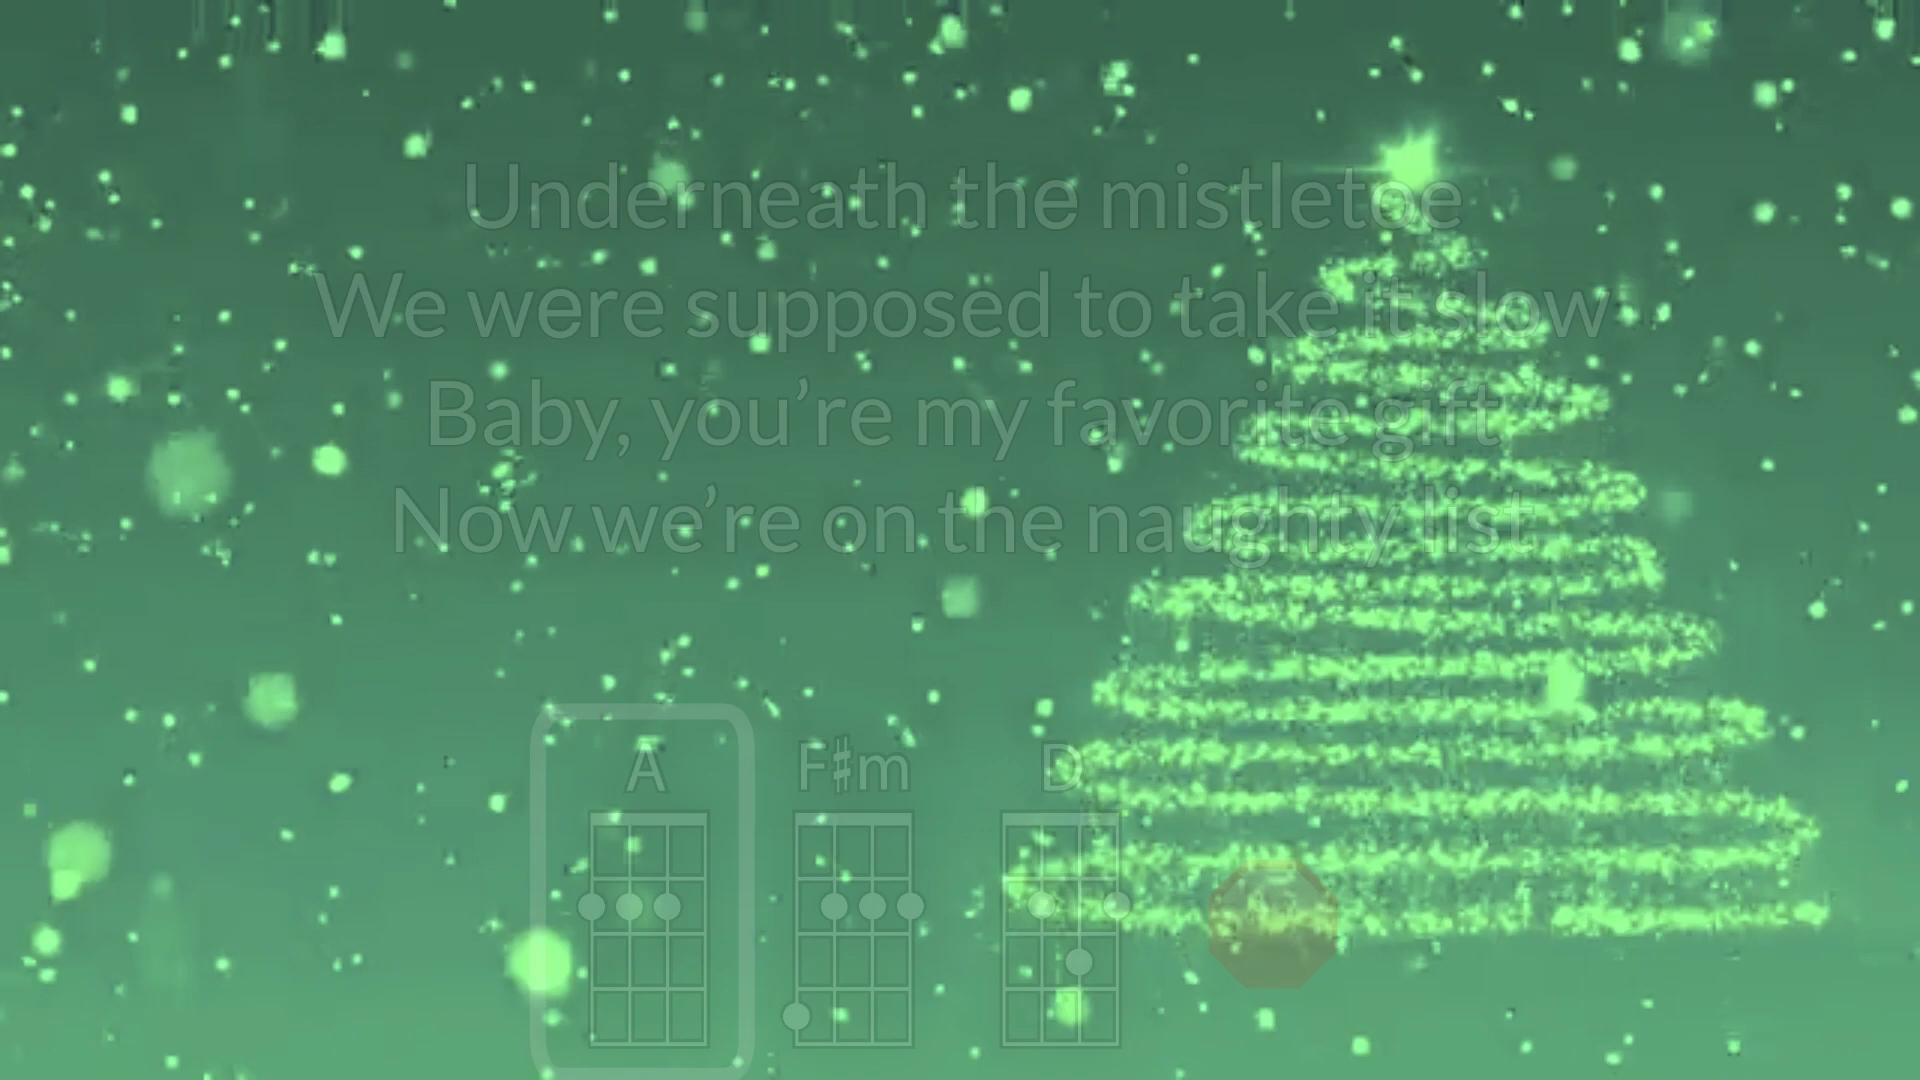 Underneath the mistletoe
We were supposed to take it slow
Baby, you’re my favorite gift
Now we’re on the naughty list
A F♯m D